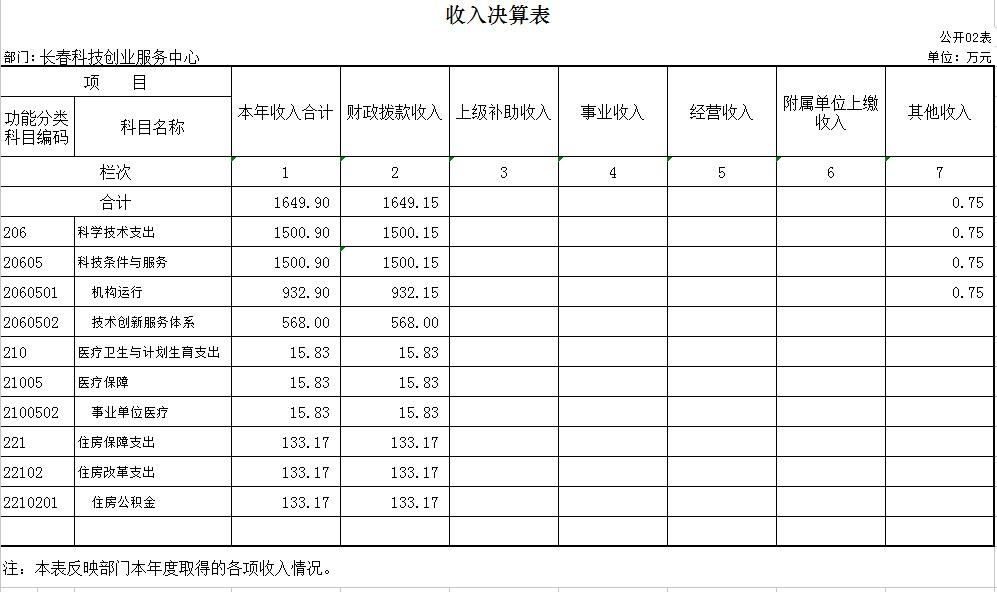 收入决算表
公开02表
部门：长春科技创业服务中心 单位：万元
项 目 本年收入合计 财政拨款收入 上级补助收入 事业收入 经营收入 附属单位上缴收入 其他收入
功能分类科目编码 科目名称
栏次 1 2 3 4 5 6 7
合计 1649.90 1649.15 0.75
206 科学技术支出 1500.90 1500.15 0.75
20605 科技条件与服务 1500.90 1500.15 0.75
2060501 机构运行 932.90 932.15 0.75
2060502 技术创新服务体系 568.00 568.00
210 医疗卫生与计划生育支出 15.83 15.83
21005 医疗保障 15.83 15.83
2100502 事业单位医疗 15.83 15.83
221 住房保障支出 133.17 133.17
22102 住房改革支出 133.17 133.17
2210201 住房公积金 133.17 133.17
注：本表反映部门本年度取得的各项收入情况。